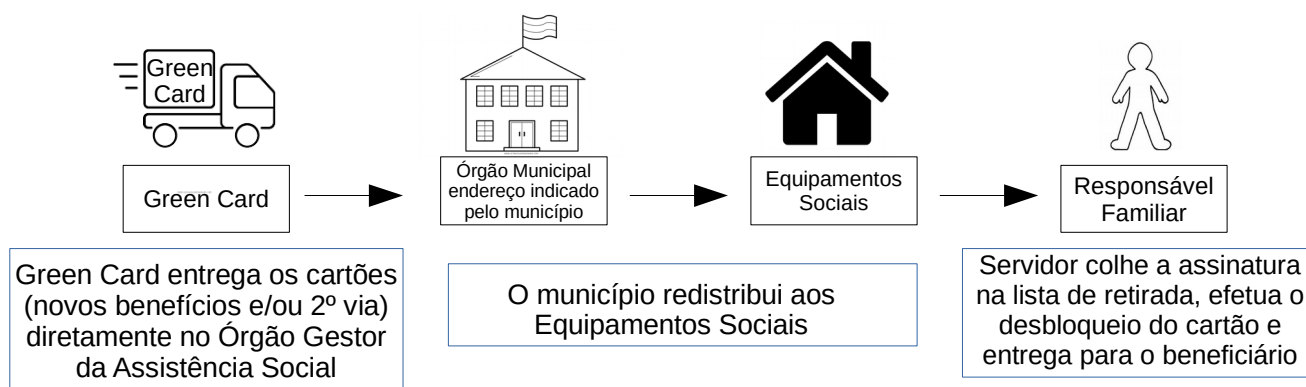 Green
Card
Green Card
Órgão Municipal
endereço indicado
pelo município
Equipamentos
Sociais
Responsável
Familiar
Green Card entrega os cartões
(novos benefícios e/ou 2º via)
diretamente no Órgão Gestor
da Assistência Social
O município redistribui aos
Equipamentos Sociais
Servidor colhe a assinatura
na lista de retirada, efetua o
desbloqueio do cartão e
entrega para o beneficiário